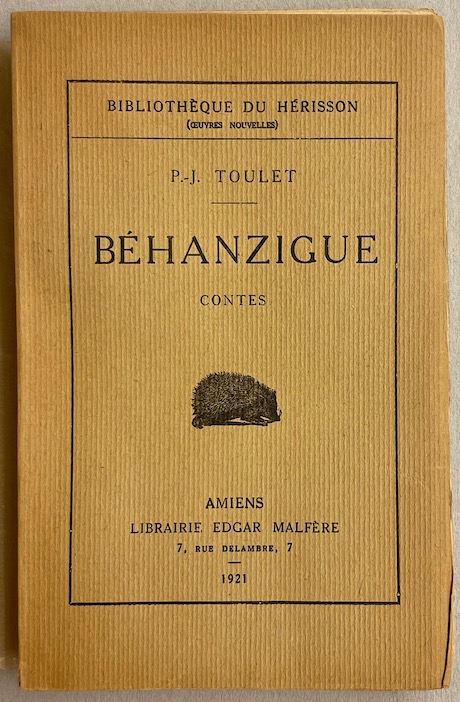 BIBLIOTHÈQUE DU HÉRISSON
(ŒUVRES NOUVELLES)
P.-J. TOULET
BÉHANZIGUE
CONTES
AMIENS
LIBRAIRIE EDGAR MALFÈRE
7, RUE DELAMBRE, 7
1921